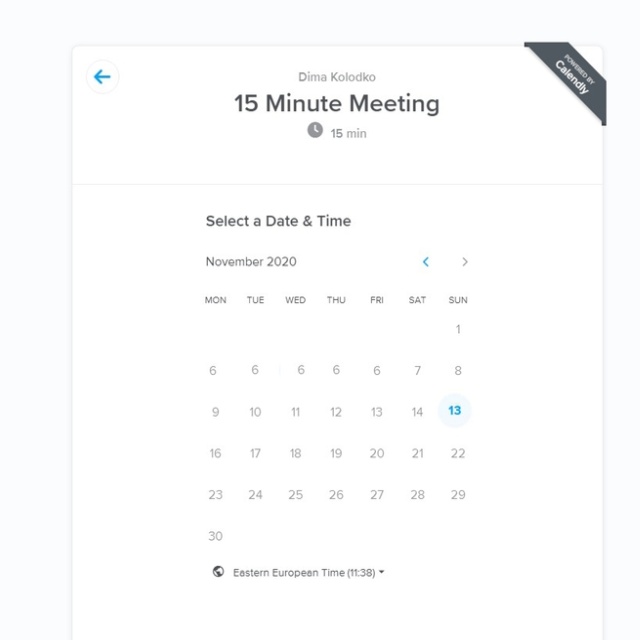 POWERED BY
Calendly
Dima Kolodko
15 Minute Meeting
15 min
Select a Date & Time
November 2020
MON TUE WED THU FRI SAT SUN
1
6 6 6 6 6 7 8
9 10 11 12 13 14 13
16 17 18 19 20 21 22
23 24 25 26 27 28 29
30
Eastern European Time (11:38)